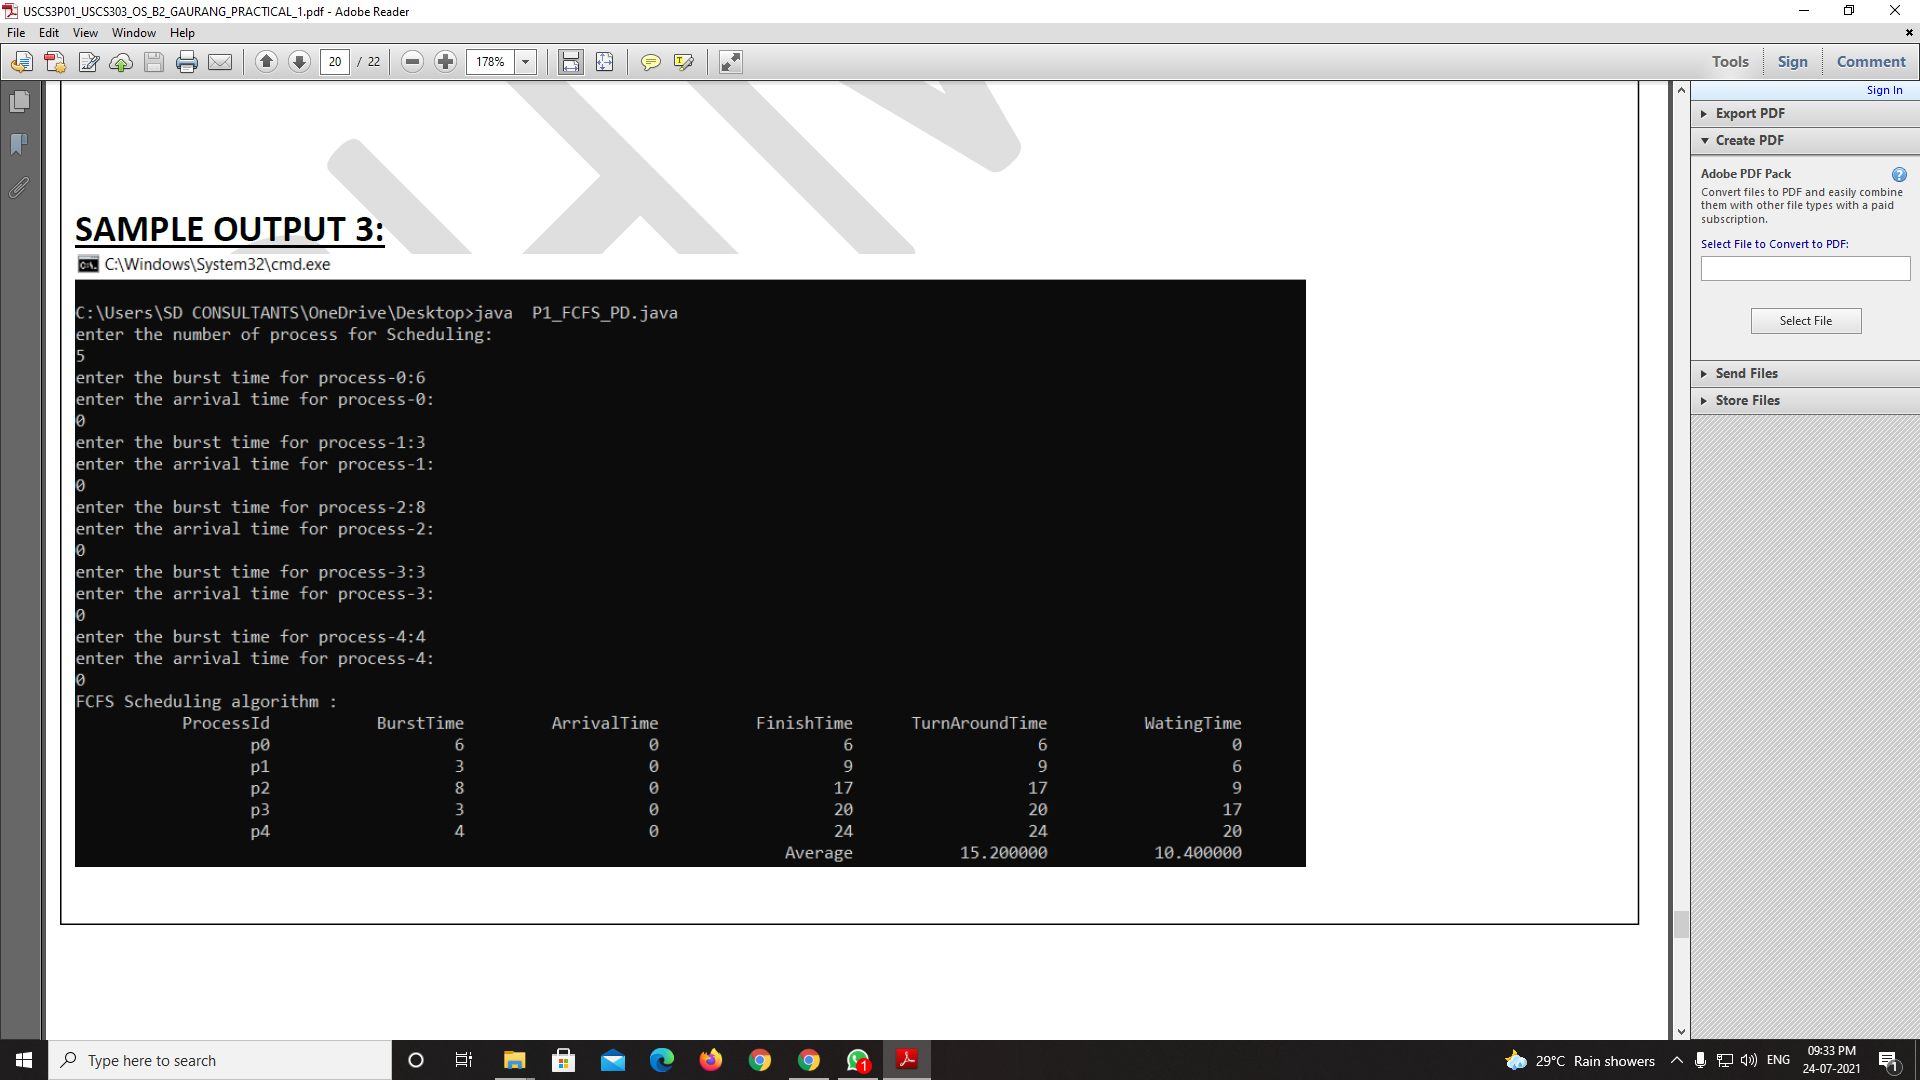 USCS3P01_USCS303_OS_B2_GAURANG_PRACTICAL_1.pdf - Adobe Reader
File Edit View Window Help
20 / 22 178% Tools Sign Comment
Sign In
Export PDF
Create PDF
Adobe PDF Pack
Convert files to PDF and easily combine
them with other file types with a paid
subscription.
Select File to Convert to PDF:
Select File
Send Files
Store Files
SAMPLE OUTPUT 3:
C:\Windows\System32\cmd.exe
C:\Users\SD CONSULTANTS\OneDrive\Desktop>java  P1_FCFS_PD.java
enter the number of process for Scheduling:
5
enter the burst time for process-0:6
enter the arrival time for process-0:
0
enter the burst time for process-1:3
enter the arrival time for process-1:
0
enter the burst time for process-2:8
enter the arrival time for process-2:
0
enter the burst time for process-3:3
enter the arrival time for process-3:
0
enter the burst time for process-4:4
enter the arrival time for process-4:
0
FCFS Scheduling algorithm :
ProcessId BurstTime ArrivalTime FinishTime TurnAroundTime WatingTime
p0 6 0 6 6 0
p1 3 0 9 9 6
p2 8 0 17 17 9
p3 3 0 20 20 17
p4 4 0 24 24 20
Average 15.200000 10.400000
Type here to search
1
29°C Rain showers
ENG
09:33 PM
24-07-2021
1